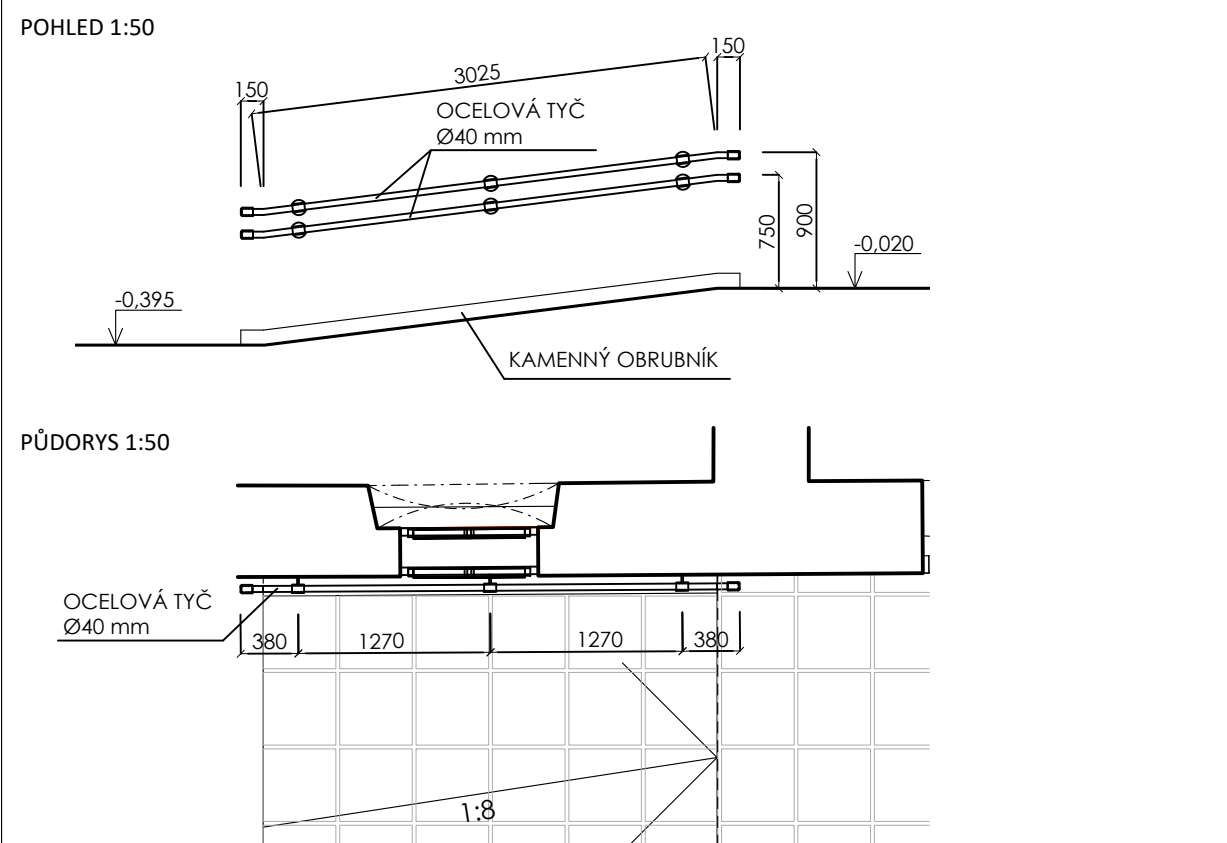 POHLED 1:50
150
3025
150
OCELOVÁ TYČ
Ø40 mm
750
900
-0,020
-0,395
KAMENNÝ OBRUBNÍK
PŮDORYS 1:50
OCELOVÁ TYČ
Ø40 mm
380
1270
1270
380
1:8